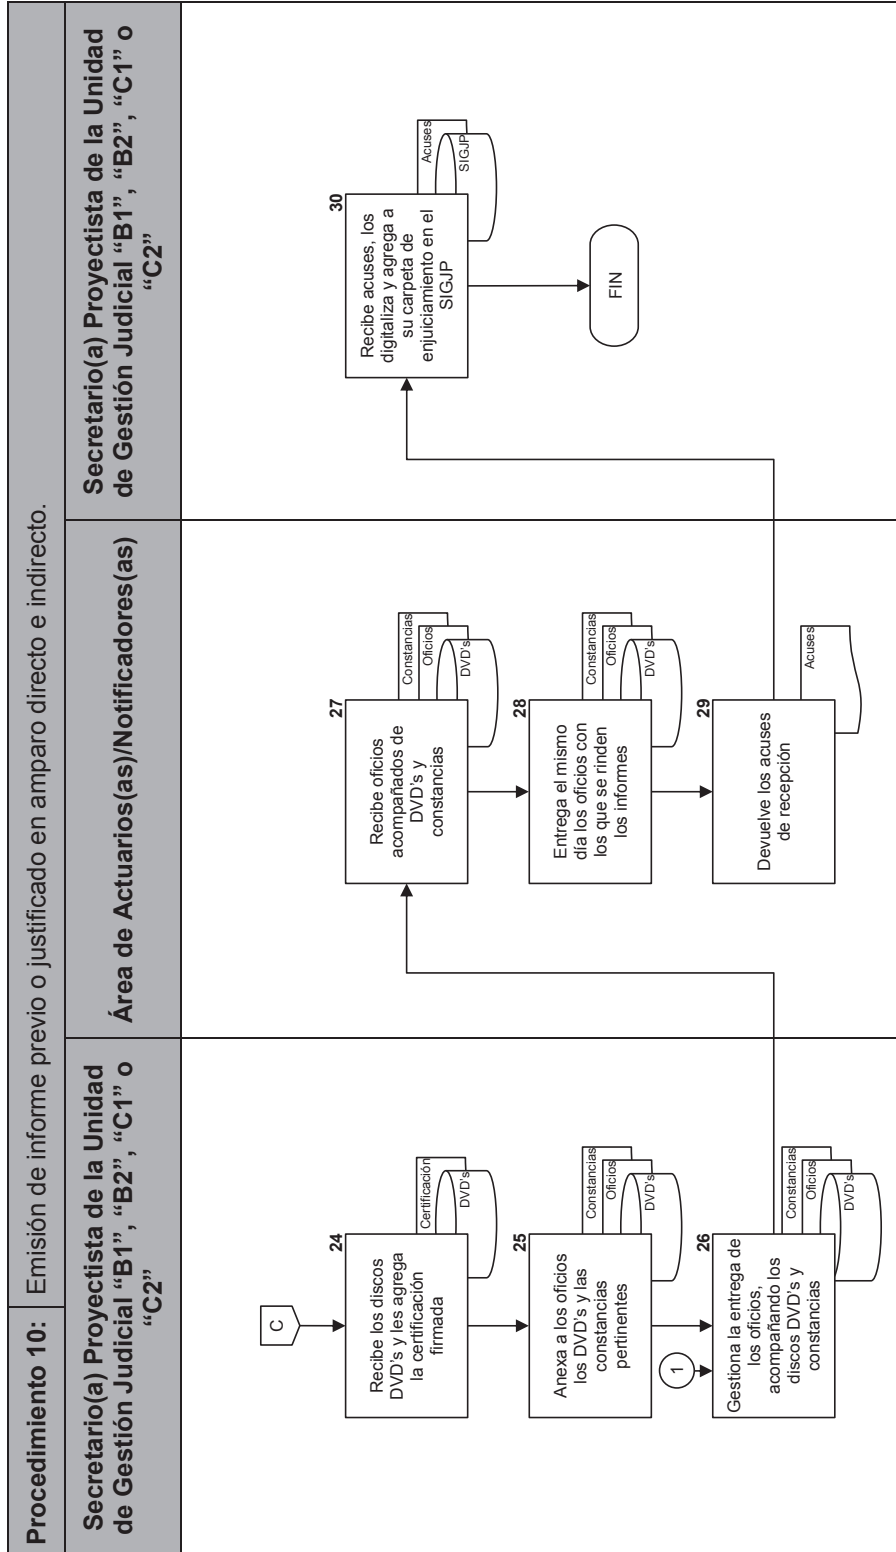 Procedimiento 10:
Emisión de informe previo o justificado en amparo directo e indirecto.
Secretario(a) Proyectista de la Unidad
de Gestión Judicial “B1”, “B2”, “C1” o
“C2”
Área de Actuarios(as)/Notificadores(as)
Secretario(a) Proyectista de la Unidad
de Gestión Judicial “B1”, “B2”, “C1” o
“C2”
C
24
Recibe los discos
DVD's y les agrega
la certificación
firmada
Certificación
DVD's
25
Anexa a los oficios
los DVD's y las
constancias
pertinentes
Constancias
Oficios
DVD's
1
26
Gestiona la entrega de
los oficios,
acompañando los
discos DVD's y
constancias
Constancias
Oficios
DVD's
27
Recibe oficios
acompañados de
DVD's y
constancias
Constancias
Oficios
DVD's
28
Entrega el mismo
día los oficios con
los que se rinden
los informes
Constancias
Oficios
DVD's
29
Devuelve los acuses
de recepción
Acuses
30
Recibe acuses, los
digitaliza y agrega a
su carpeta de
enjuiciamiento en el
SIGJP
Acuses
SIGJP
FIN